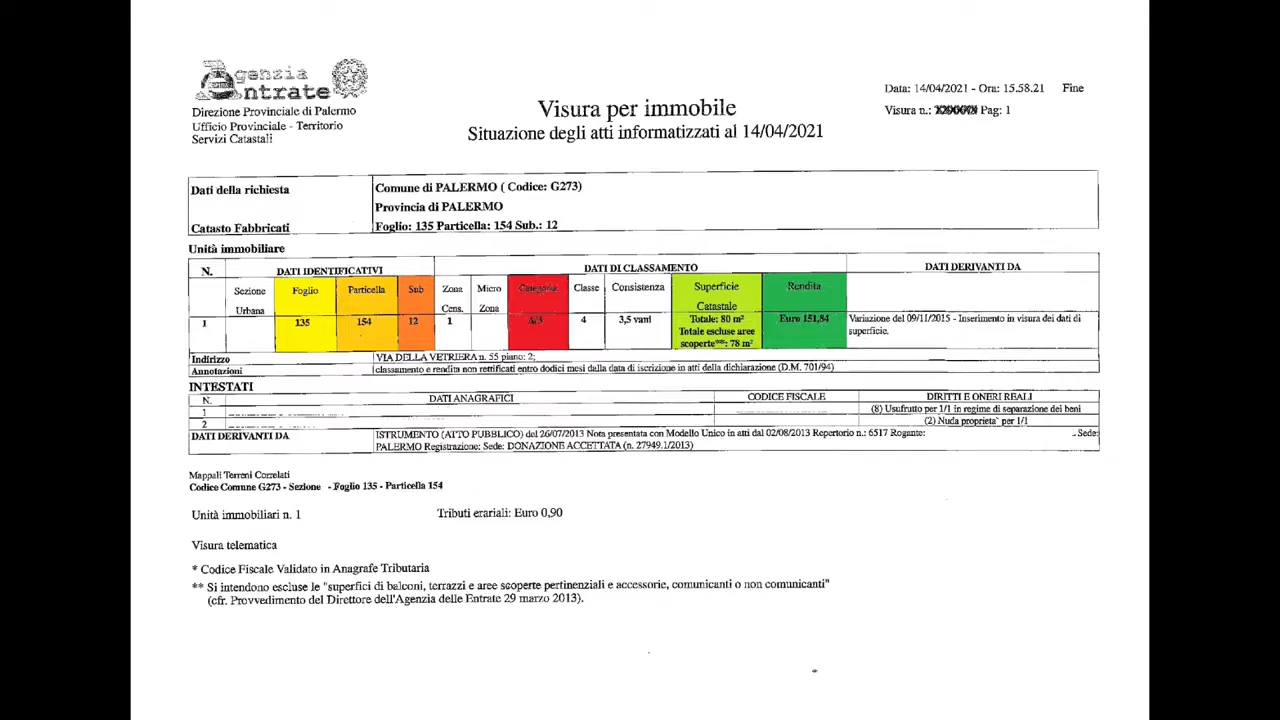 Agenzia
Entrate
Direzione Provinciale di Palermo
Ufficio Provinciale - Territorio
Servizi Catastali
Visura per immobile
Situazione degli atti informatizzati al 14/04/2021
Data: 14/04/2021 - Ora: 15.58.21 Fine
Visura n.: Pag: 1
Dati della richiesta
Comune di PALERMO ( Codice: G273)
Provincia di PALERMO
Catasto Fabbricati
Foglio: 135 Particella: 154 Sub.: 12
Unità immobiliare
N. DATI IDENTIFICATIVI DATI DI CLASSAMENTO DATI DERIVANTI DA
Sezione Foglio Particella Sub Zona Micro Categoria Classe Consistenza Superficie Rendita
Urbana Cens. Zona Catastale
1 135 154 12 1 A/3 4 3,5 vani Totale: 80 m² Euro 151,84 Variazione del 09/11/2015 - Inserimento in visura dei dati di
Totale escluse aree superficie.
scoperte**: 78 m²
Indirizzo VIA DELLA VETRIERA n. 55 piano: 2;
Annotazioni classamento e rendita non rettificati entro dodici mesi dalla data di iscrizione in atti della dichiarazione (D.M. 701/94)
INTESTATI
N. DATI ANAGRAFICI CODICE FISCALE DIRITTI E ONERI REALI
1 (8) Usufrutto per 1/1 in regime di separazione dei beni
2 (2) Nuda proprieta` per 1/1
DATI DERIVANTI DA ISTRUMENTO (ATTO PUBBLICO) del 26/07/2013 Nota presentata con Modello Unico in atti dal 02/08/2013 Repertorio n.: 6517 Rogante: Sede:
PALERMO Registrazione: Sede: DONAZIONE ACCETTATA (n. 27949.1/2013)
Mappali Terreni Correlati
Codice Comune G273 - Sezione - Foglio 135 - Particella 154
Unità immobiliari n. 1 Tributi erariali: Euro 0,90
Visura telematica
* Codice Fiscale Validato in Anagrafe Tributaria
** Si intendono escluse le "superfici di balconi, terrazzi e aree scoperte pertinenziali e accessorie, comunicanti o non comunicanti"
(cfr. Provvedimento del Direttore dell'Agenzia delle Entrate 29 marzo 2013).